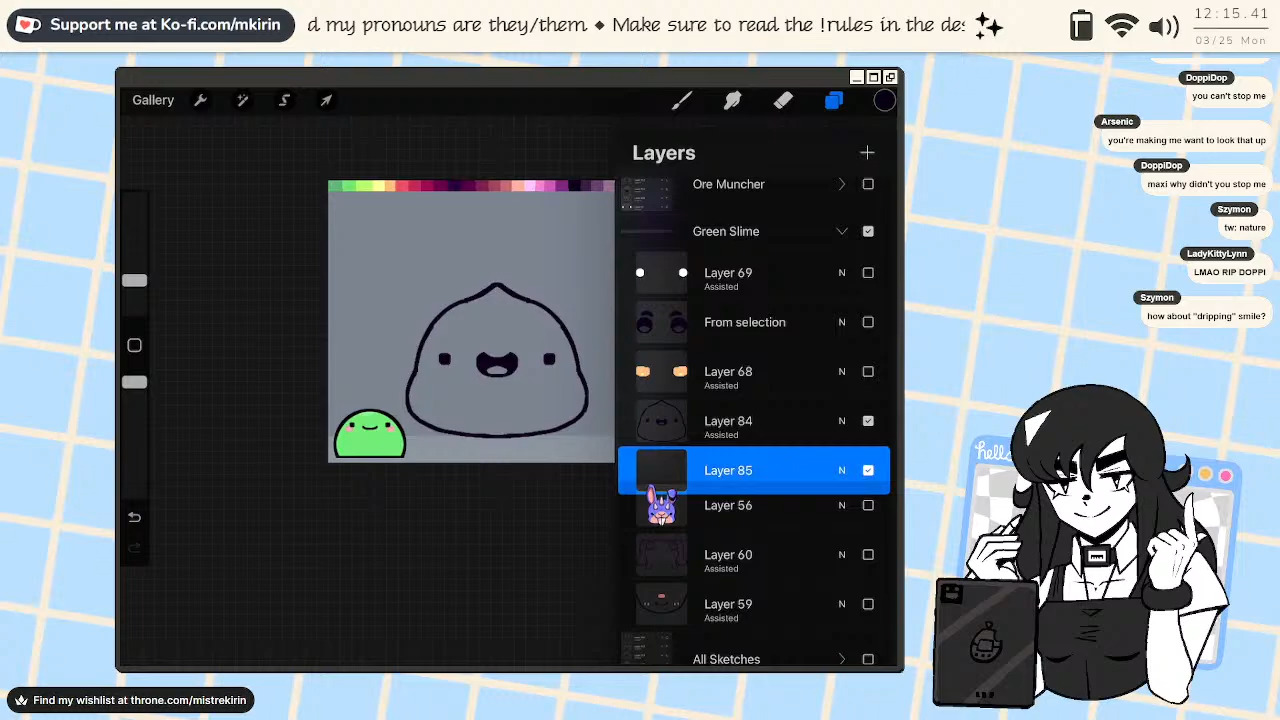 Support me at Ko-fi.com/mkirin
d my pronouns are they/them ◆ Make sure to read the !rules in the de
12:15.41
03/25 Mon
Gallery
Layers
Ore Muncher
Green Slime
Layer 69 N
Assisted
From selection N
Layer 68 N
Assisted
Layer 84 N
Assisted
Layer 85 N
Layer 56 N
Layer 60 N
Assisted
Layer 59 N
Assisted
All Sketches
DoppiDop
you can't stop me
Arsenic
you're making me want to look that up
DoppiDop
maxi why didn't you stop me
Szymon
tw: nature
LadyKittyLynn
LMAO RIP DOPPI
Szymon
how about "dripping" smile?
hello
Find my wishlist at throne.com/mistrekirin